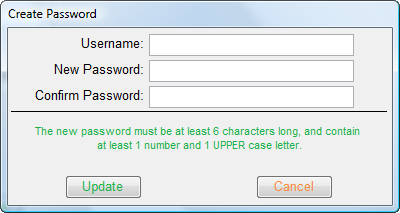 Create Password
Username:
New Password:
Confirm Password:
The new password must be at least 6 characters long, and contain
at least 1 number and 1 UPPER case letter.
Update Cancel